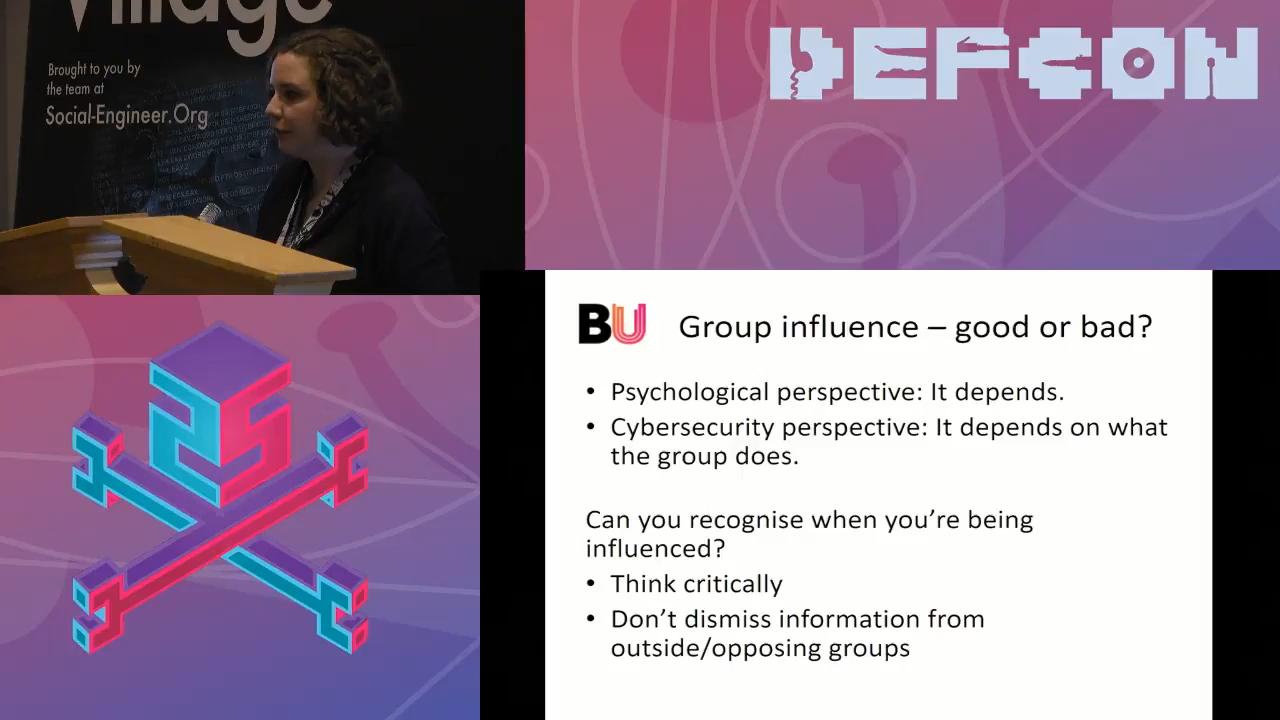 Village
Brought to you by
the team at
Social-Engineer.Org
DEFCON
BU Group influence – good or bad?
• Psychological perspective: It depends.
• Cybersecurity perspective: It depends on what
the group does.
Can you recognise when you’re being
influenced?
• Think critically
• Don’t dismiss information from
outside/opposing groups